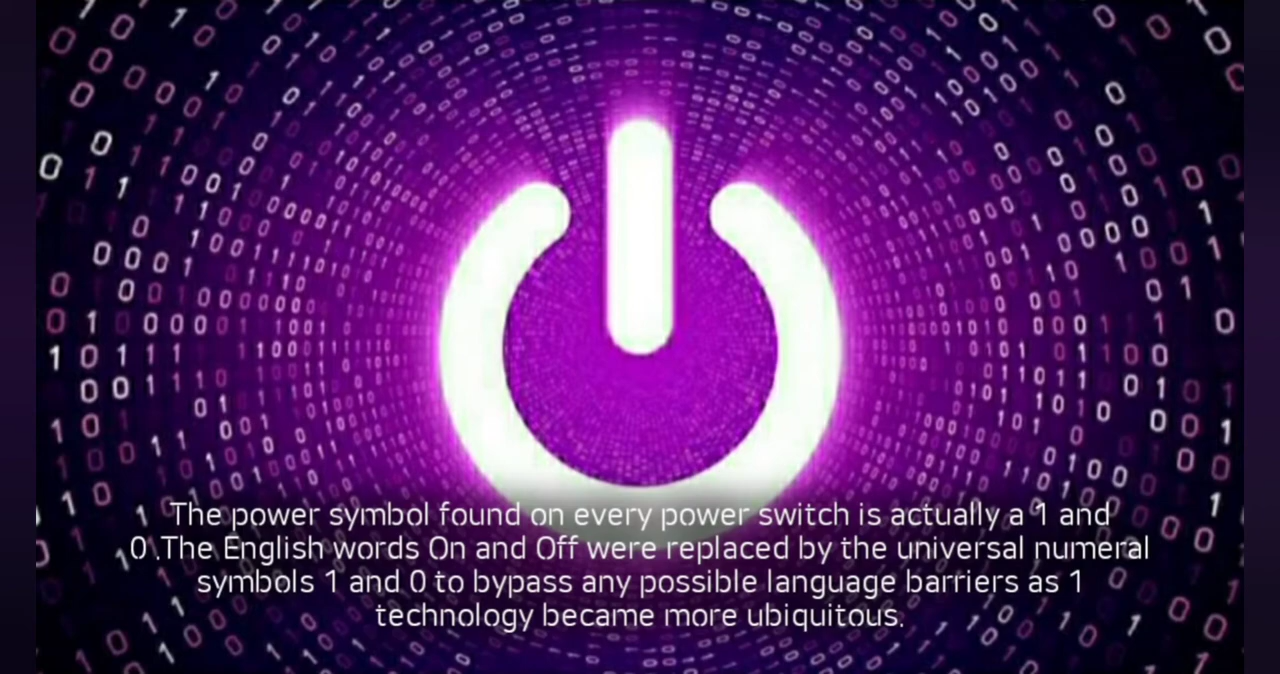 The power symbol found on every power switch is actually a 1 and
0 .The English words On and Off were replaced by the universal numeral
symbols 1 and 0 to bypass any possible language barriers as 1
technology became more ubiquitous.